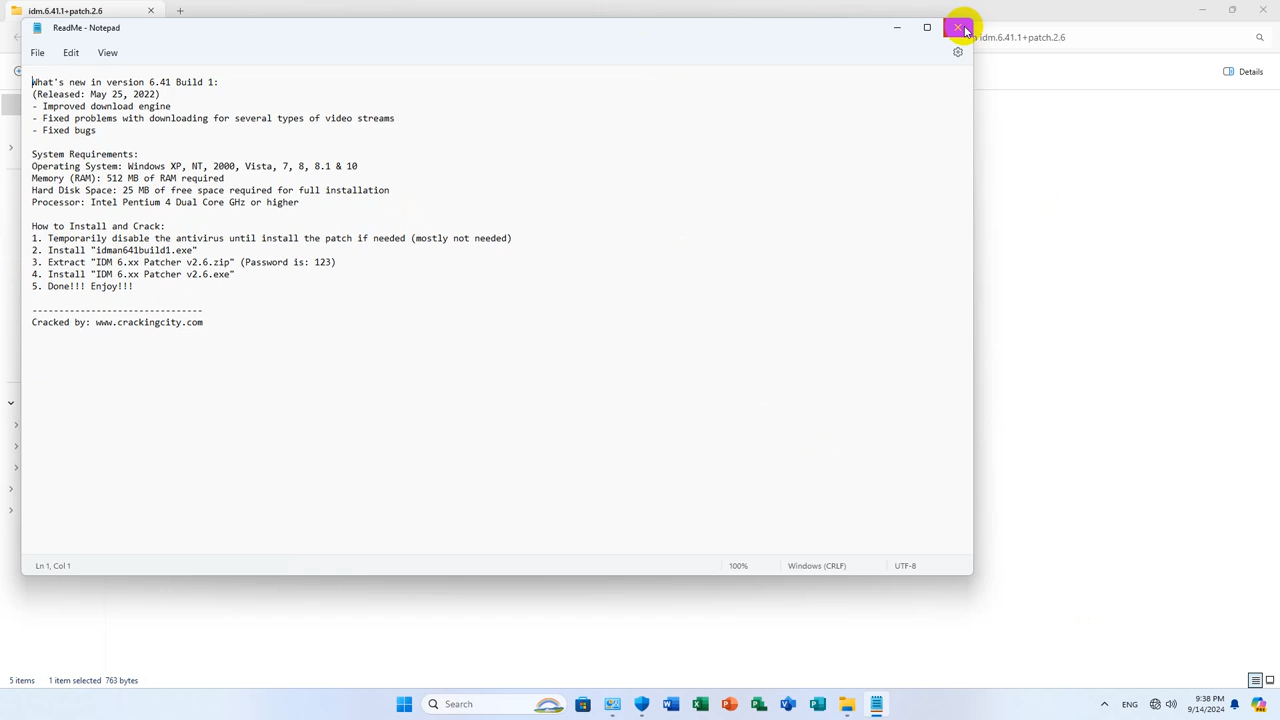 idm.6.41.1+patch.2.6
ReadMe - Notepad
idm.6.41.1+patch.2.6
File Edit View
Details
What's new in version 6.41 Build 1:
(Released: May 25, 2022)
- Improved download engine
- Fixed problems with downloading for several types of video streams
- Fixed bugs
System Requirements:
Operating System: Windows XP, NT, 2000, Vista, 7, 8, 8.1 & 10
Memory (RAM): 512 MB of RAM required
Hard Disk Space: 25 MB of free space required for full installation
Processor: Intel Pentium 4 Dual Core GHz or higher
How to Install and Crack:
1. Temporarily disable the antivirus until install the patch if needed (mostly not needed)
2. Install "idman641build1.exe"
3. Extract "IDM 6.xx Patcher v2.6.zip" (Password is: 123)
4. Install "IDM 6.xx Patcher v2.6.exe"
5. Done!!! Enjoy!!!
--------------------------------
Cracked by: www.crackingcity.com
Ln 1, Col 1 100% Windows (CRLF) UTF-8
5 items 1 item selected 763 bytes
Search
ENG
9:38 PM
9/14/2024